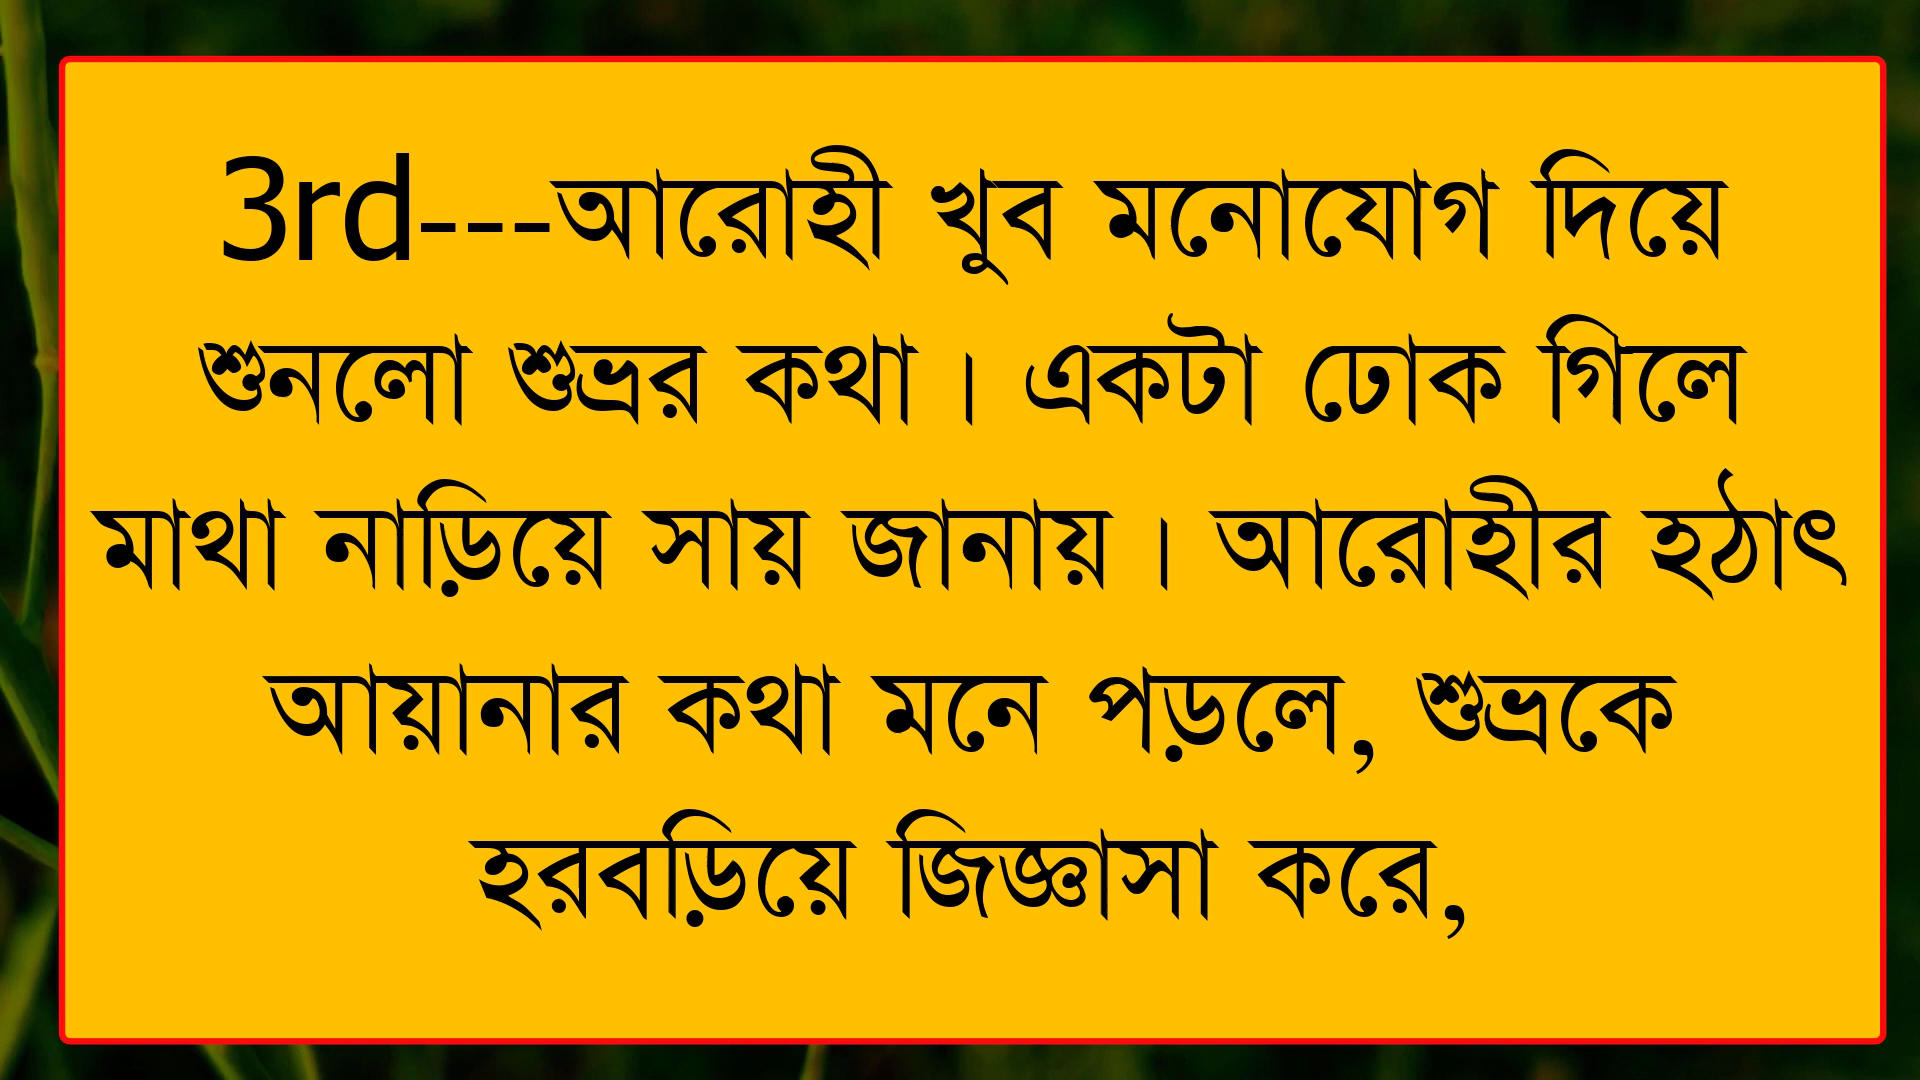 3rd---আরোহী খুব মনোযোগ দিয়ে
শুনলো শুভ্রর কথা। একটা ঢোক গিলে
মাথা নাড়িয়ে সায় জানায়। আরোহীর হঠাৎ
আয়ানার কথা মনে পড়লে, শুভ্রকে
হরবড়িয়ে জিজ্ঞাসা করে,